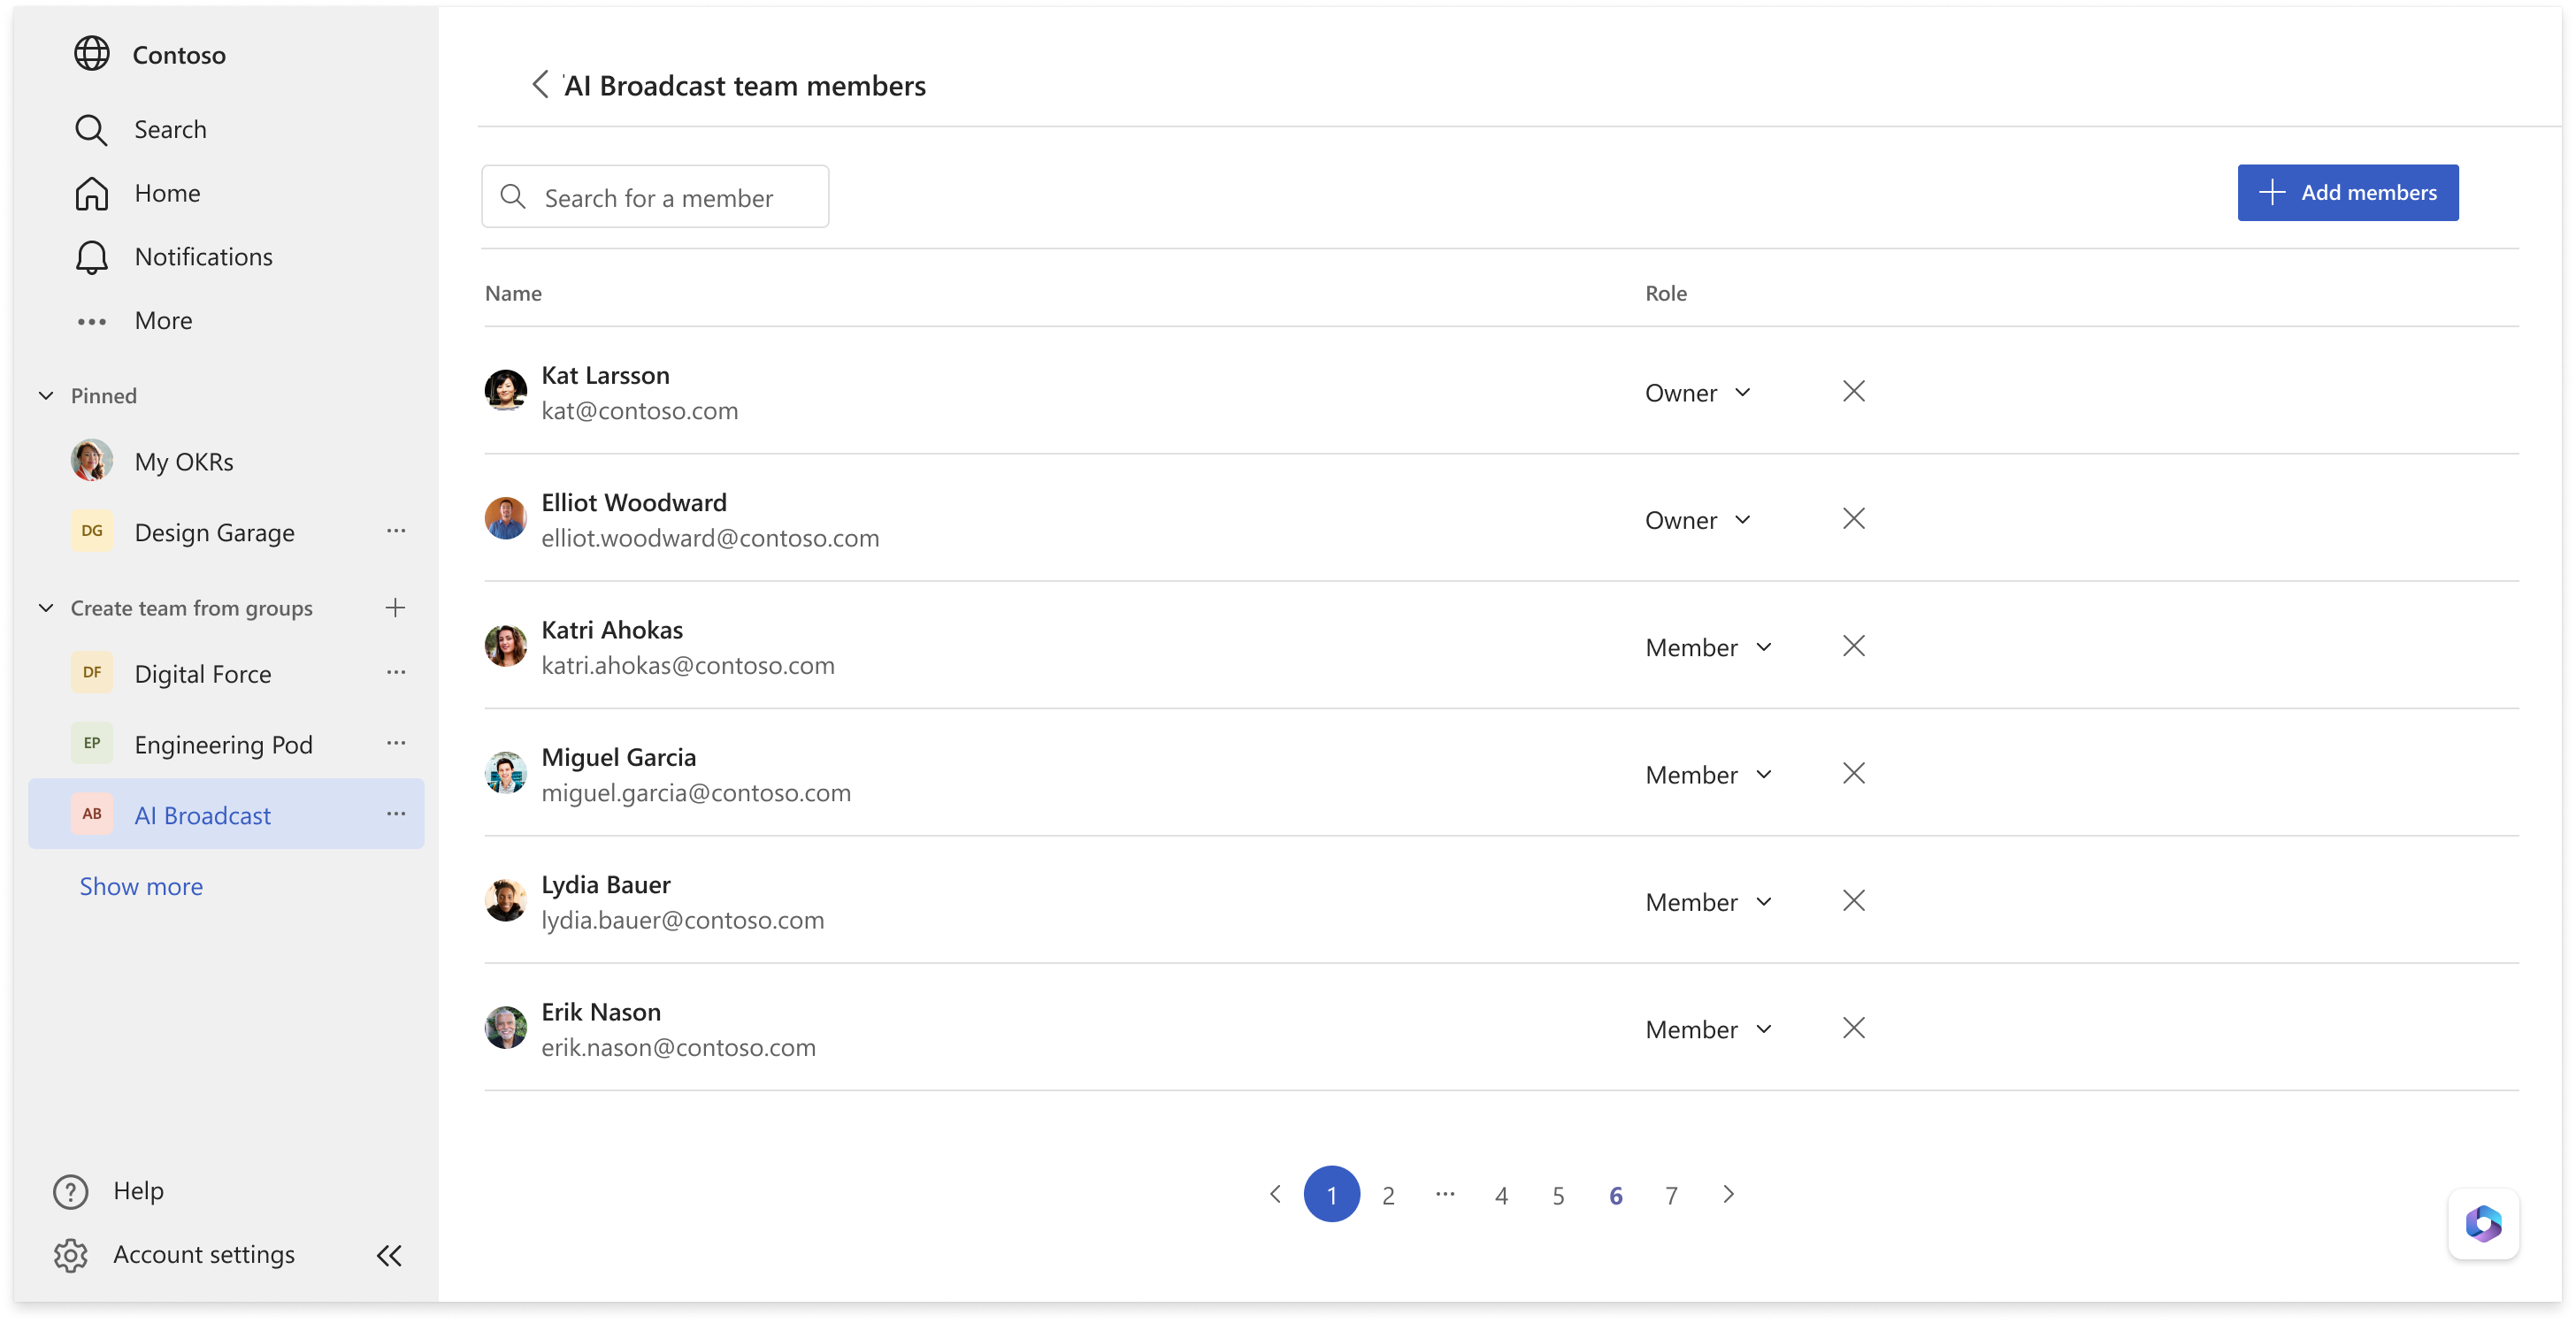 Contoso
Search
Home
Notifications
More
Pinned
My OKRs
DG Design Garage
Create team from groups
DF Digital Force
EP Engineering Pod
AB AI Broadcast
Show more
Help
Account settings
'AI Broadcast team members
Search for a member
Add members
Name Role
Kat Larsson
kat@contoso.com
Owner
Elliot Woodward
elliot.woodward@contoso.com
Owner
Katri Ahokas
katri.ahokas@contoso.com
Member
Miguel Garcia
miguel.garcia@contoso.com
Member
Lydia Bauer
lydia.bauer@contoso.com
Member
Erik Nason
erik.nason@contoso.com
Member
1 2 ... 4 5 6 7